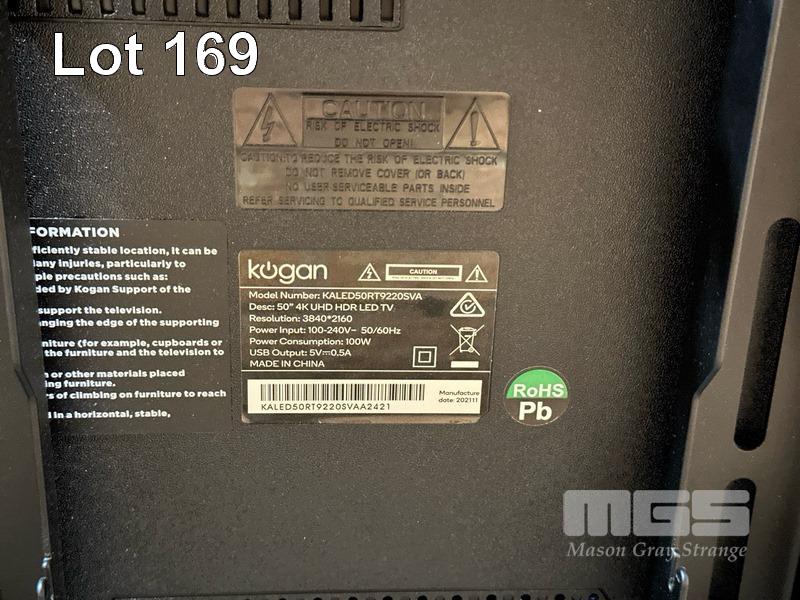 Lot 169
CAUTION
RISK OF ELECTRIC SHOCK
DO NOT OPEN!
CAUTION:TO REDUCE THE RISK OF ELECTRIC SHOCK
DO NOT REMOVE COVER (OR BACK)
NO USER SERVICEABLE PARTS INSIDE
REFER SERVICING TO QUALIFIED SERVICE PERSONNEL
FORMATION
ficiently stable location, it can be
any injuries, particularly to
ple precautions such as:
ded by Kogan Support of the
support the television.
nging the edge of the supporting
niture (for example, cupboards or
the furniture and the television to
or other materials placed
ing furniture.
rs of climbing on furniture to reach
d in a horizontal, stable,
kogan
CAUTION
Model Number: KALED50RT9220SVA
Desc: 50" 4K UHD HDR LED TV
Resolution: 3840*2160
Power Input: 100-240V~ 50/60Hz
Power Consumption: 100W
USB Output: 5V⎓0.5A
MADE IN CHINA
KALED50RT9220SVAA2421
Manufacture
date: 202111
RoHS
Pb
MGS
Mason Gray Strange